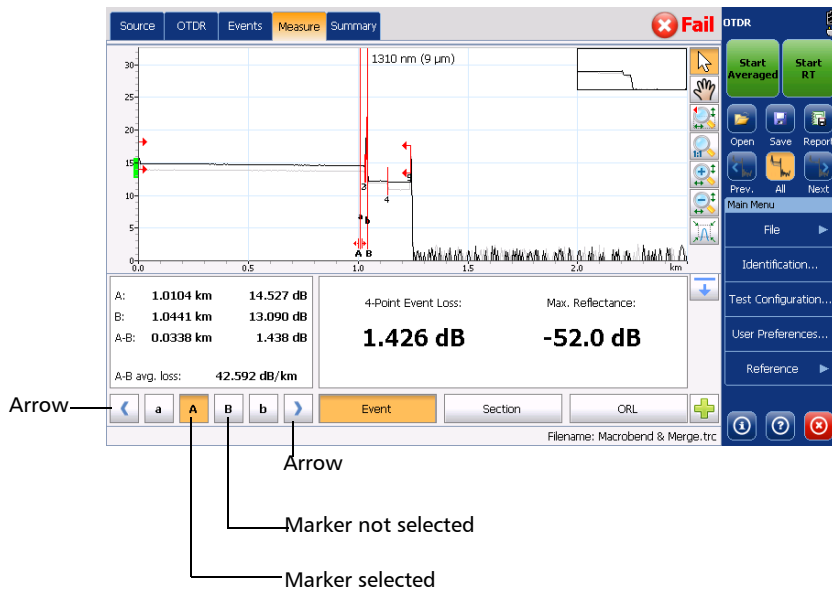 Source OTDR Events Measure Summary
Fail
OTDR
1310 nm (9 µm)
30
25
20
15
10
5
0
0.0 0.5 1.0 1.5 2.0 km
3
4
5
a
b
A B
1:1
Start Averaged
Start RT
Open Save Report
Prev. All Next
Main Menu
File
Identification...
Test Configuration...
User Preferences...
Reference
A: 1.0104 km 14.527 dB
B: 1.0441 km 13.090 dB
A-B: 0.0338 km 1.438 dB
A-B avg. loss: 42.592 dB/km
4-Point Event Loss:
1.426 dB
Max. Reflectance:
-52.0 dB
a A B b
Event Section ORL
Filename: Macrobend & Merge.trc
Arrow
Arrow
Marker not selected
Marker selected